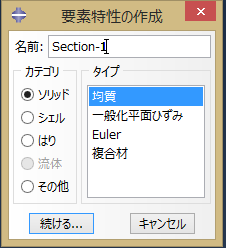 要素特性の作成
名前: Section-1
カテゴリ
ソリッド
シェル
はり
流体
その他
タイプ
均質
一般化平面ひずみ
Euler
複合材
続ける...
キャンセル